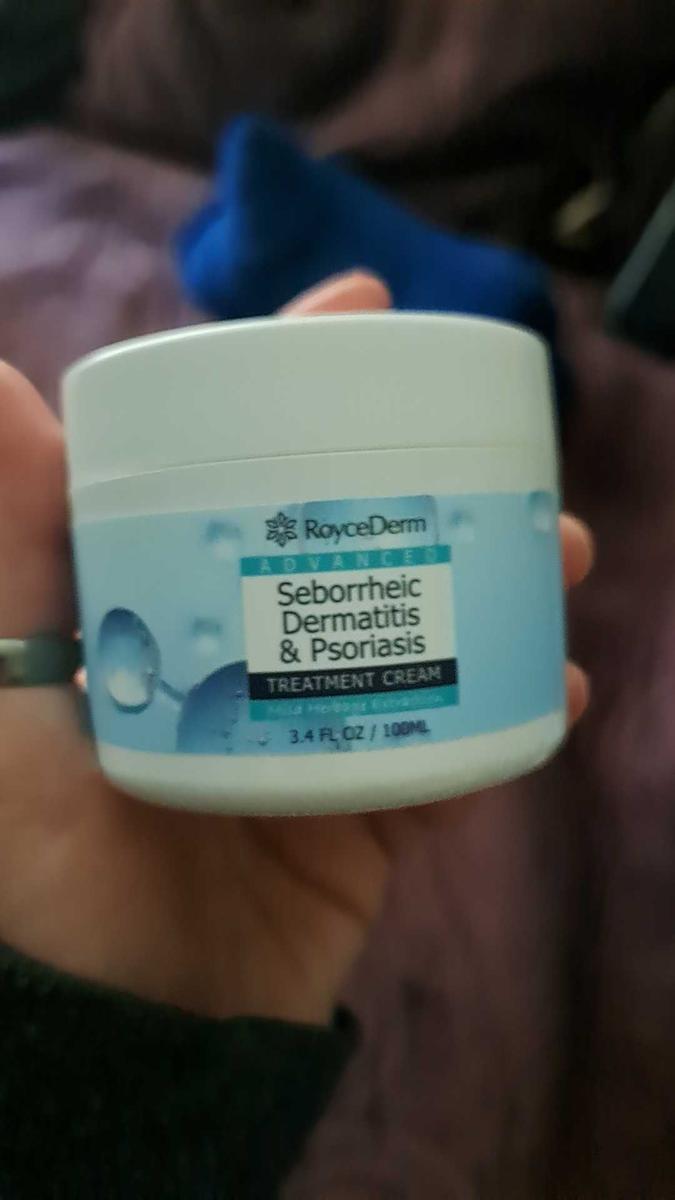 RoyceDerm
ADVANCED
Seborrheic
Dermatitis
& Psoriasis
TREATMENT CREAM
3.4 FL OZ / 100ML